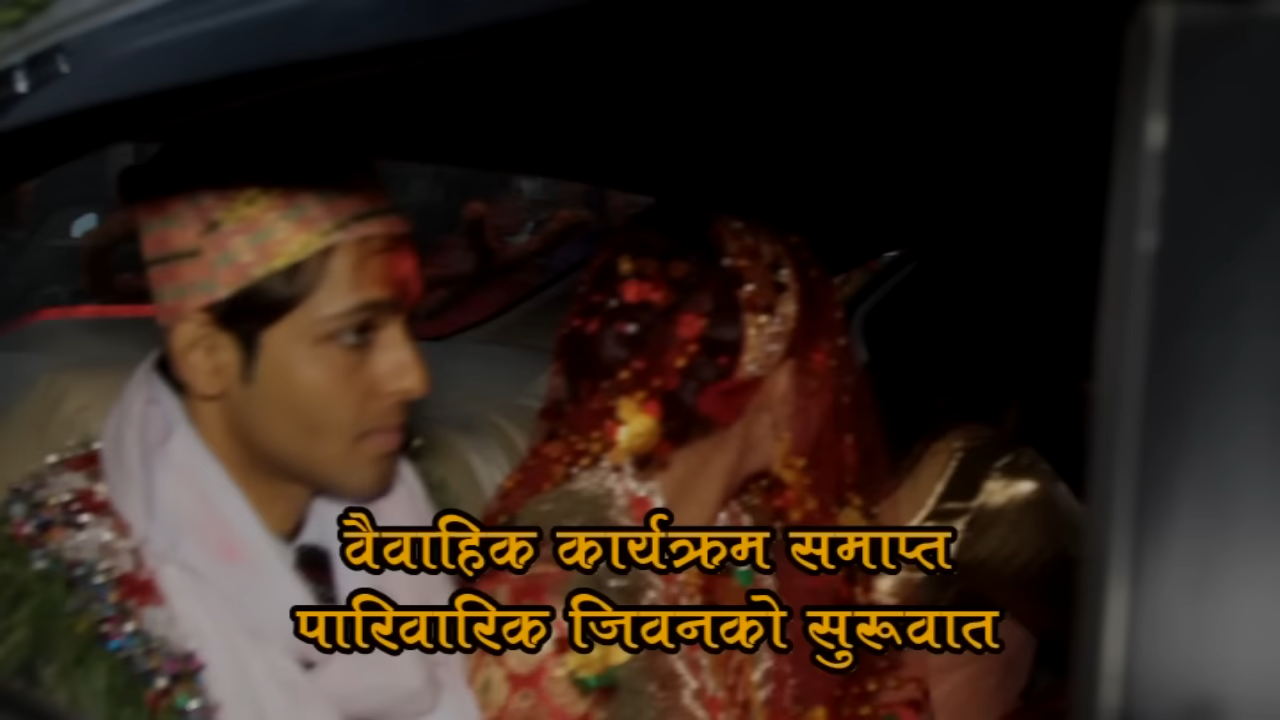 वैवाहिक कार्यक्रम समाप्त
पारिवारिक जिवनको सुरूवात